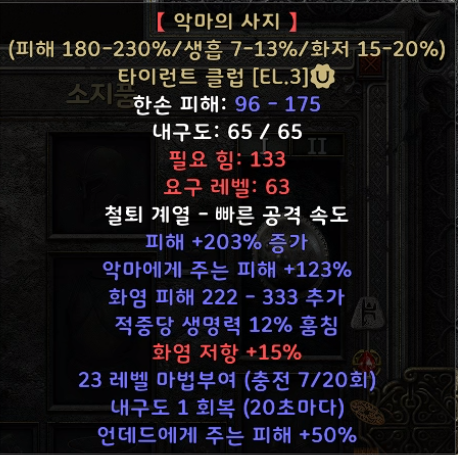 【 악마의 사지 】
(피해 180-230%/생흡 7-13%/화저 15-20%)
타이런트 클럽 [EL.3]
소지품
한손 피해: 96 - 175
내구도: 65 / 65
II
필요 힘: 133
요구 레벨: 63
철퇴 계열 - 빠른 공격 속도
피해 +203% 증가
악마에게 주는 피해 +123%
화염 피해 222 - 333 추가
적중당 생명력 12% 훔침
화염 저항 +15%
23 레벨 마법부여 (충전 7/20회)
내구도 1 회복 (20초마다)
언데드에게 주는 피해 +50%